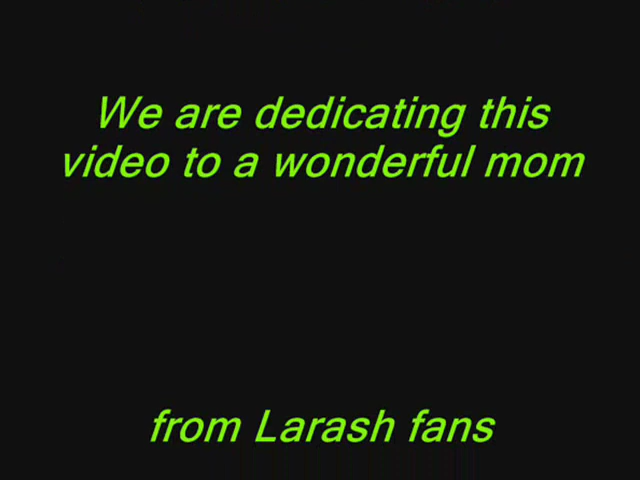 We are dedicating this
video to a wonderful mom
from Larash fans